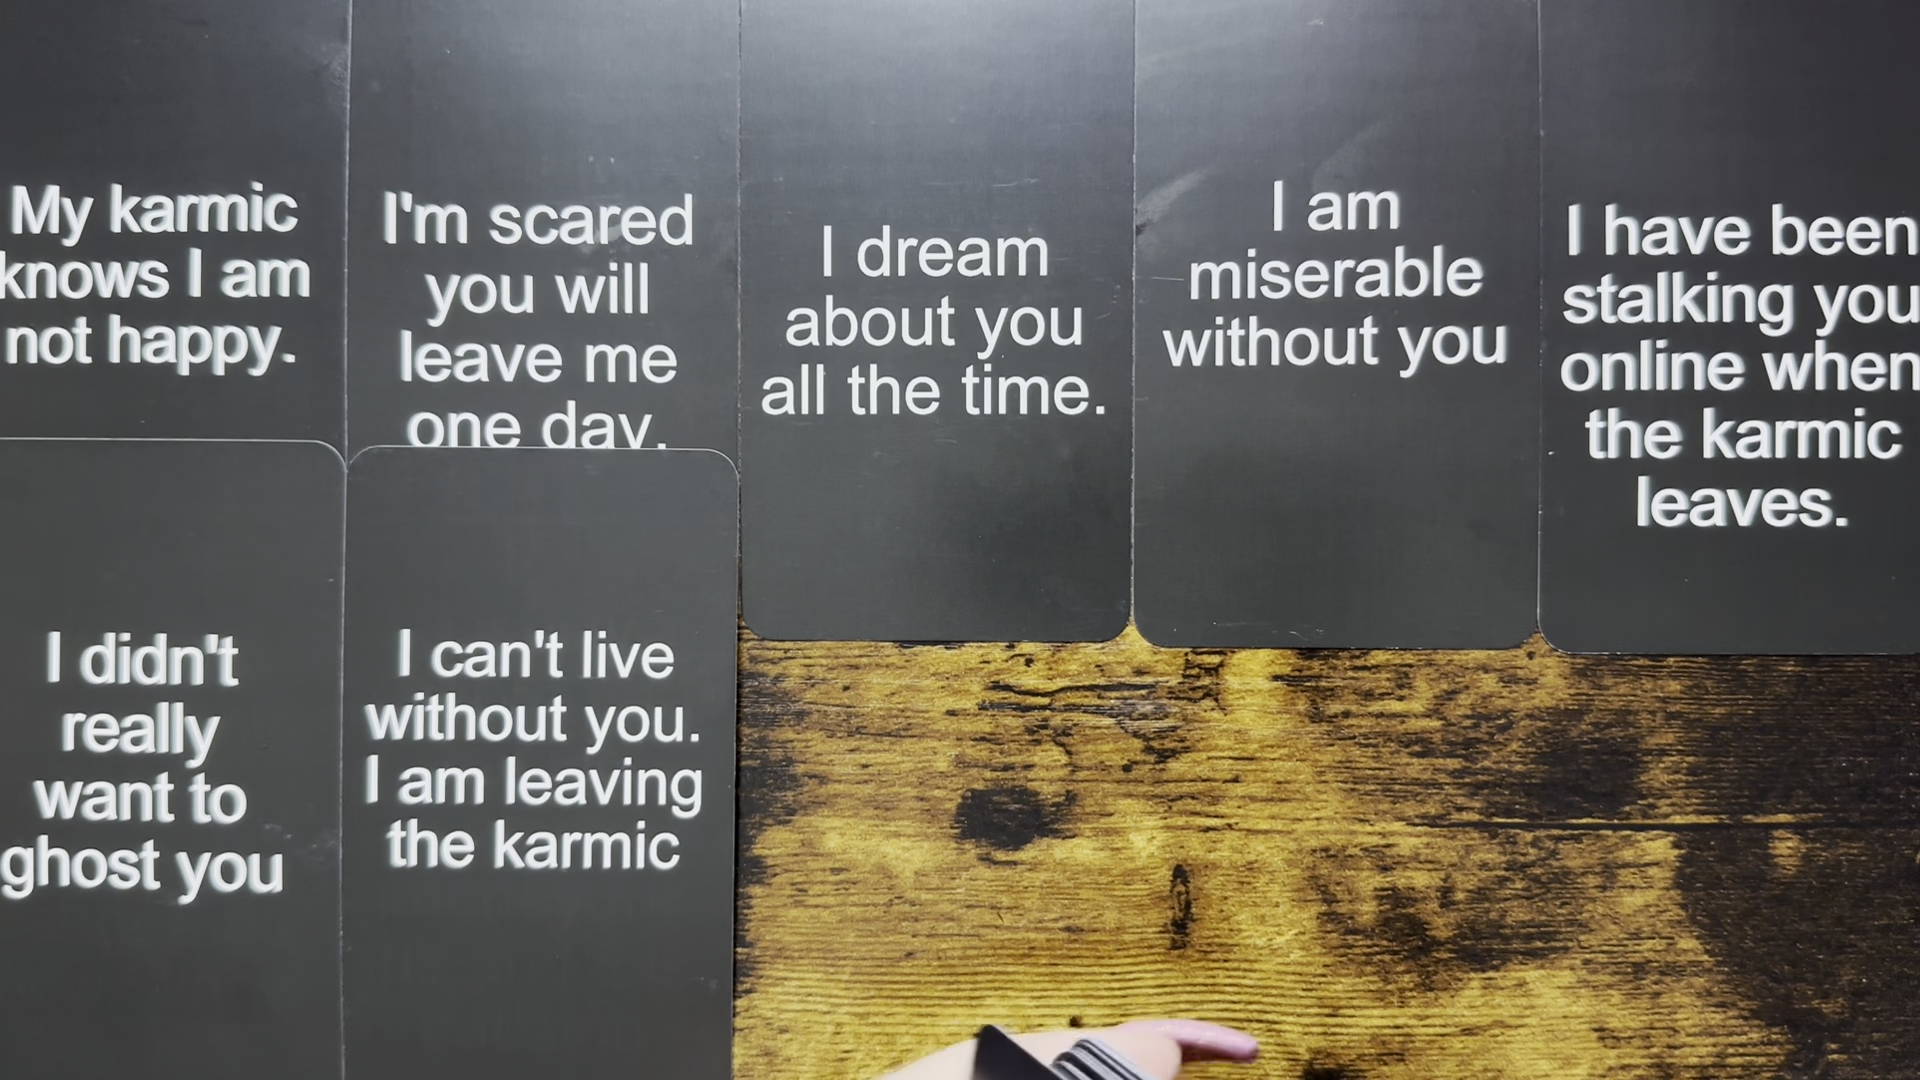 My karmic
knows I am
not happy.
I'm scared
you will
leave me
one day.
I dream
about you
all the time.
I am
miserable
without you
I have been
stalking you
online when
the karmic
leaves.
I didn't
really
want to
ghost you
I can't live
without you.
I am leaving
the karmic